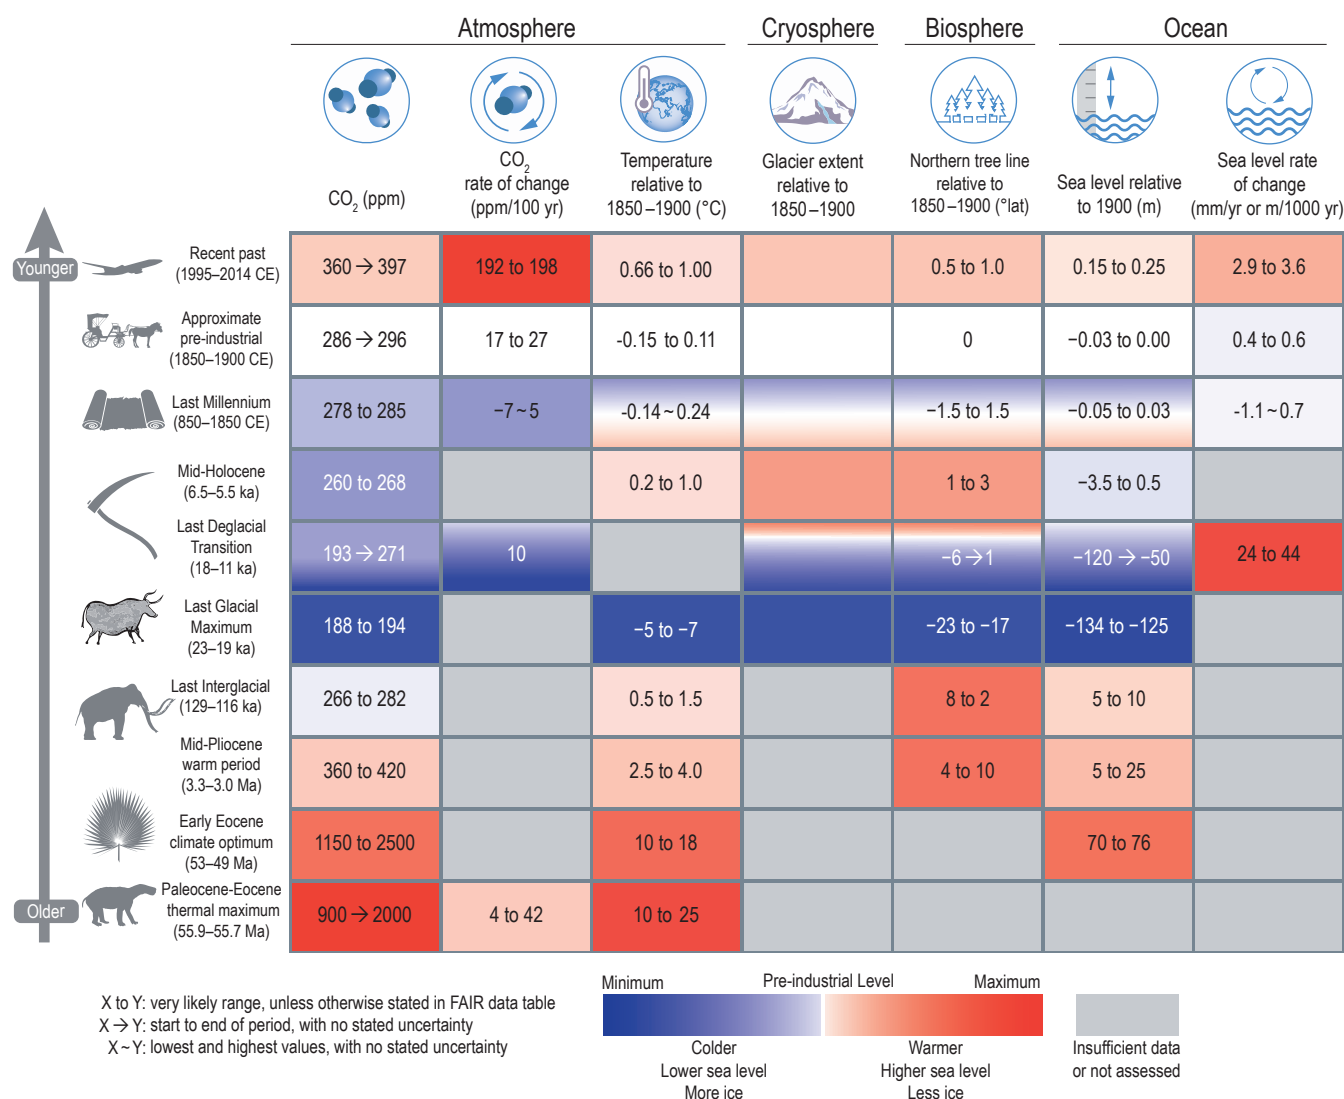 Atmosphere
Cryosphere
Biosphere
Ocean
CO2 (ppm)
CO2
rate of change
(ppm/100 yr)
Temperature
relative to
1850–1900 (°C)
Glacier extent
relative to
1850–1900
Northern tree line
relative to
1850–1900 (°lat)
Sea level relative
to 1900 (m)
Sea level rate
of change
(mm/yr or m/1000 yr)
Younger
Recent past
(1995–2014 CE)
360 → 397
192 to 198
0.66 to 1.00
0.5 to 1.0
0.15 to 0.25
2.9 to 3.6
Approximate
pre-industrial
(1850–1900 CE)
286 → 296
17 to 27
-0.15 to 0.11
0
−0.03 to 0.00
0.4 to 0.6
Last Millennium
(850–1850 CE)
278 to 285
−7 ~ 5
-0.14 ~ 0.24
−1.5 to 1.5
−0.05 to 0.03
-1.1 ~ 0.7
Mid-Holocene
(6.5–5.5 ka)
260 to 268
0.2 to 1.0
1 to 3
−3.5 to 0.5
Last Deglacial
Transition
(18–11 ka)
193 → 271
10
−6 → 1
−120 → −50
24 to 44
Last Glacial
Maximum
(23–19 ka)
188 to 194
−5 to −7
−23 to −17
−134 to −125
Last Interglacial
(129–116 ka)
266 to 282
0.5 to 1.5
8 to 2
5 to 10
Mid-Pliocene
warm period
(3.3–3.0 Ma)
360 to 420
2.5 to 4.0
4 to 10
5 to 25
Early Eocene
climate optimum
(53–49 Ma)
1150 to 2500
10 to 18
70 to 76
Older
Paleocene-Eocene
thermal maximum
(55.9–55.7 Ma)
900 → 2000
4 to 42
10 to 25
X to Y: very likely range, unless otherwise stated in FAIR data table
X → Y: start to end of period, with no stated uncertainty
X ~ Y: lowest and highest values, with no stated uncertainty
Minimum
Pre-industrial Level
Maximum
Colder
Lower sea level
More ice
Warmer
Higher sea level
Less ice
Insufficient data
or not assessed